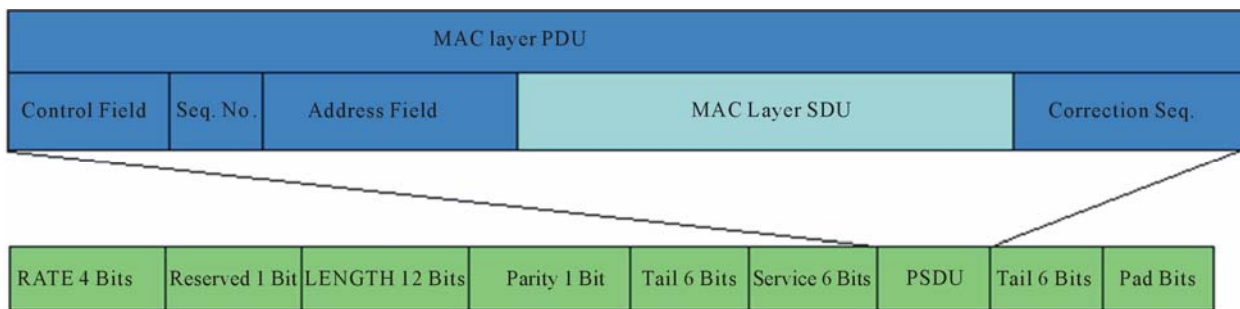 MAC layer PDU
Control Field Seq. No. Address Field MAC Layer SDU Correction Seq.
RATE 4 Bits Reserved 1 Bit LENGTH 12 Bits Parity 1 Bit Tail 6 Bits Service 6 Bits PSDU Tail 6 Bits Pad Bits